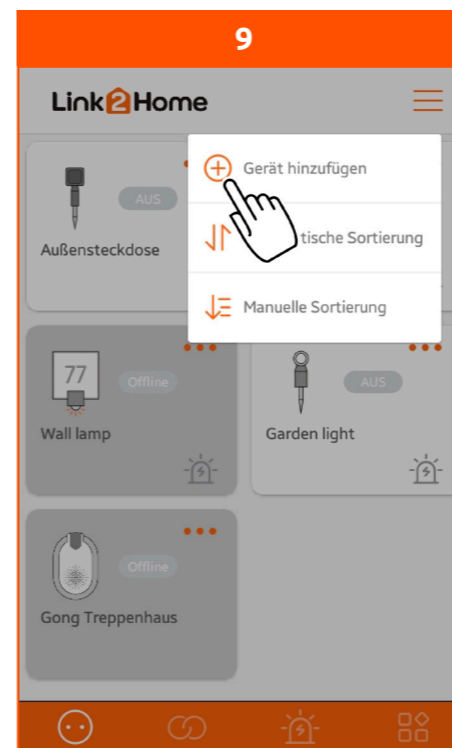 9
Link2Home
Gerät hinzufügen
tische Sortierung
Manuelle Sortierung
AUS
Außensteckdose
77
Offline
Wall lamp
AUS
Garden light
Offline
Gong Treppenhaus